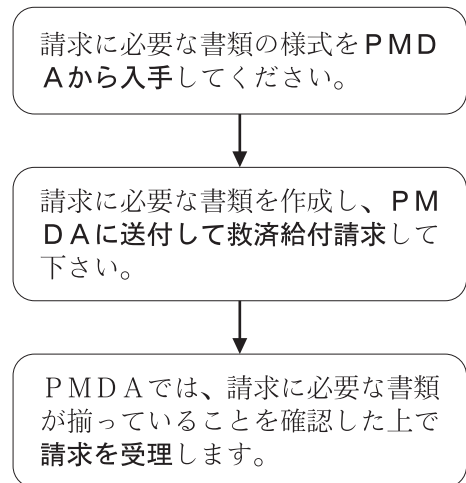 請求に必要な書類の様式をＰＭＤ
Ａから入手してください。
請求に必要な書類を作成し、ＰＭ
ＤＡに送付して救済給付請求して
下さい。
ＰＭＤＡでは、請求に必要な書類
が揃っていることを確認した上で
請求を受理します。